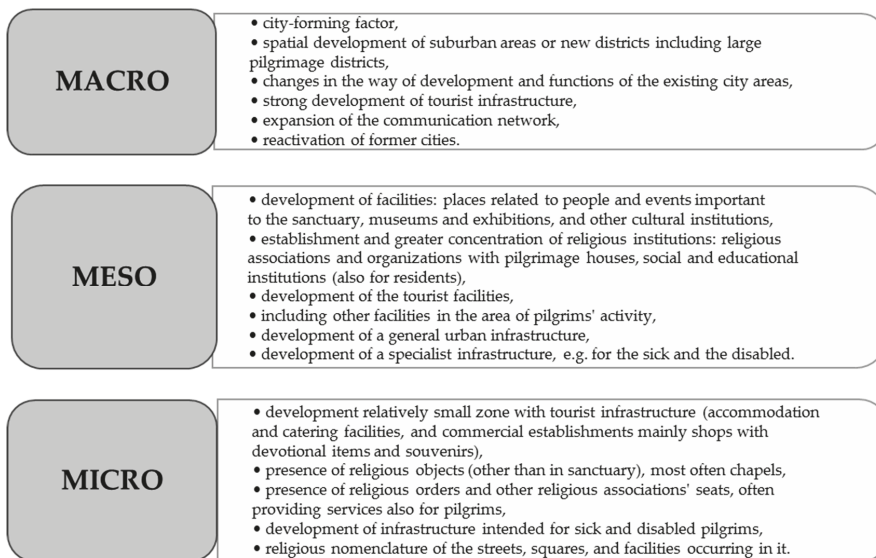 MACRO
• city-forming factor,
• spatial development of suburban areas or new districts including large
pilgrimage districts,
• changes in the way of development and functions of the existing city areas,
• strong development of tourist infrastructure,
• expansion of the communication network,
• reactivation of former cities.
MESO
• development of facilities: places related to people and events important
to the sanctuary, museums and exhibitions, and other cultural institutions,
• establishment and greater concentration of religious institutions: religious
associations and organizations with pilgrimage houses, social and educational
institutions (also for residents),
• development of the tourist facilities,
• including other facilities in the area of pilgrims' activity,
• development of a general urban infrastructure,
• development of a specialist infrastructure, e.g. for the sick and the disabled.
MICRO
• development relatively small zone with tourist infrastructure (accommodation
and catering facilities, and commercial establishments mainly shops with
devotional items and souvenirs),
• presence of religious objects (other than in sanctuary), most often chapels,
• presence of religious orders and other religious associations' seats, often
providing services also for pilgrims,
• development of infrastructure intended for sick and disabled pilgrims,
• religious nomenclature of the streets, squares, and facilities occurring in it.